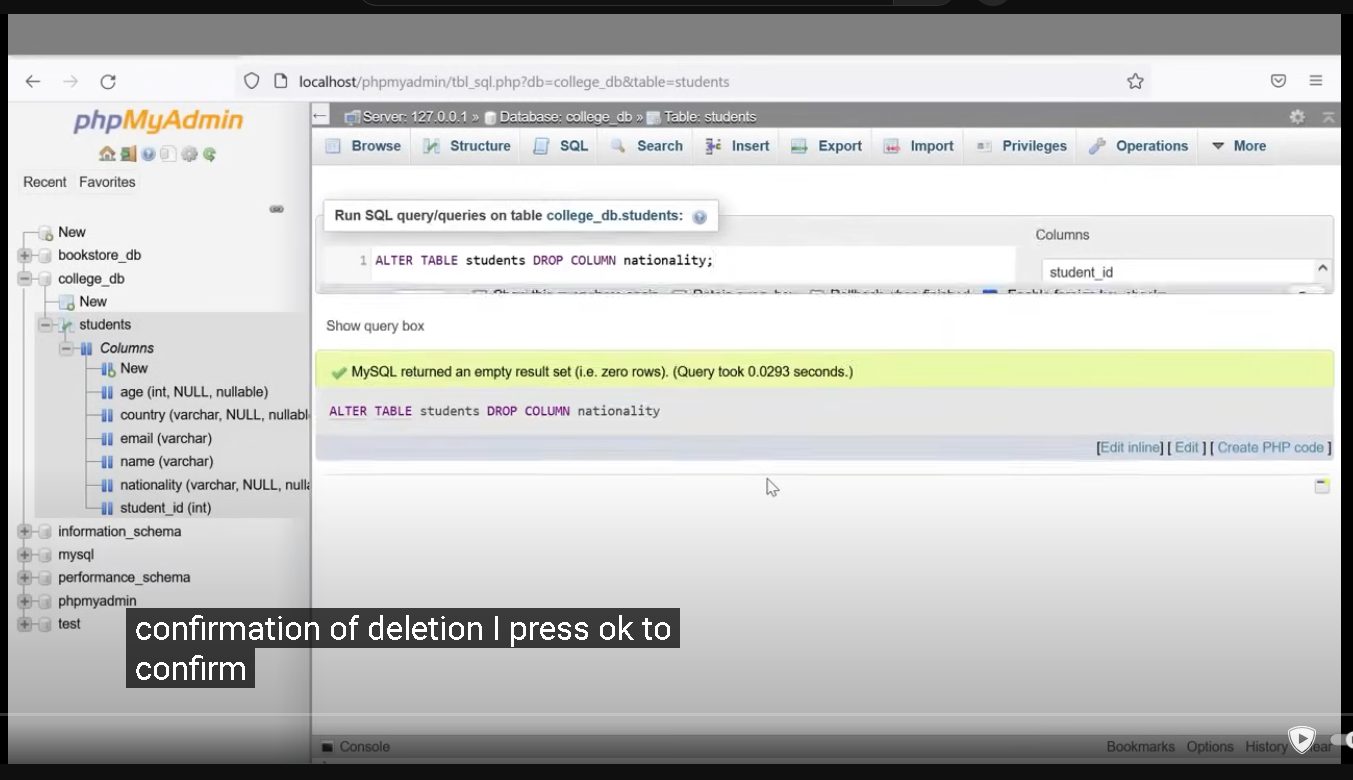 localhost/phpmyadmin/tbl_sql.php?db=college_db&table=students
phpMyAdmin
Recent Favorites
New
bookstore_db
college_db
New
students
Columns
New
age (int, NULL, nullable)
country (varchar, NULL, nullabl
email (varchar)
name (varchar)
nationality (varchar, NULL, nulla
student_id (int)
information_schema
mysql
performance_schema
phpmyadmin
test
Server: 127.0.0.1 » Database: college_db » Table: students
Browse Structure SQL Search Insert Export Import Privileges Operations More
Run SQL query/queries on table college_db.students:
Columns
1 ALTER TABLE students DROP COLUMN nationality;
student_id
Show query box
MySQL returned an empty result set (i.e. zero rows). (Query took 0.0293 seconds.)
ALTER TABLE students DROP COLUMN nationality
[Edit inline] [ Edit ] [ Create PHP code ]
confirmation of deletion I press ok to
confirm
Console
Bookmarks Options History